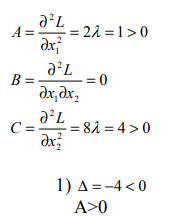 A = ∂²L/∂x₁² = 2λ = 1 > 0
B = ∂²L/∂x₁∂x₂ = 0
C = ∂²L/∂x₂² = 8λ = 4 > 0
1) Δ = −4 < 0
A>0